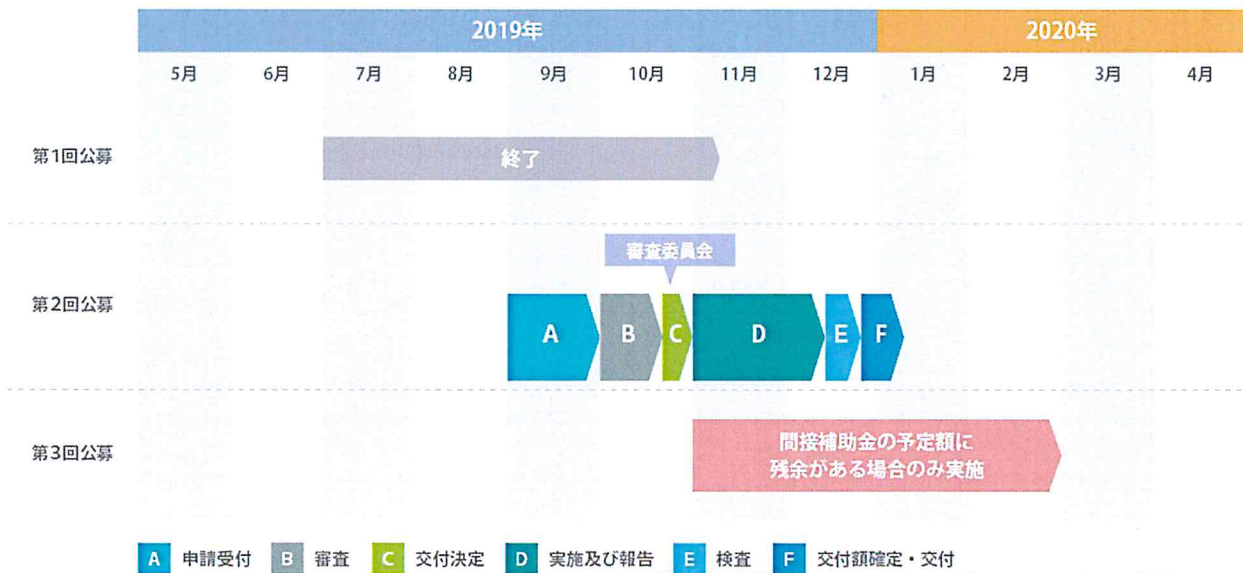 2019年 2020年
5月 6月 7月 8月 9月 10月 11月 12月 1月 2月 3月 4月
第1回公募 終了
審査委員会
第2回公募 A B C D E F
間接補助金の予定額に
第3回公募
残余がある場合のみ実施
A 申請受付 B 審査 C 交付決定 D 実施及び報告 E 検査 F 交付額確定・交付